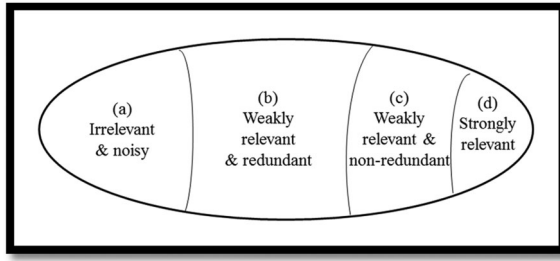 (a)
Irrelevant
& noisy
(b)
Weakly
relevant
& redundant
(c)
Weakly
relevant &
non-redundant
(d)
Strongly
relevant